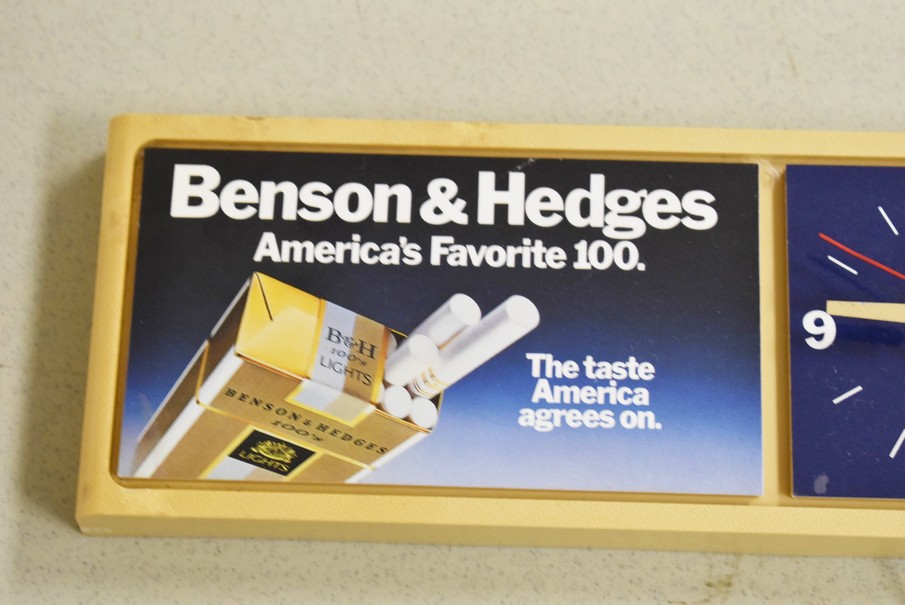 Benson & Hedges
America's Favorite 100.
B&H
100's
LIGHTS
BENSON & HEDGES
100's
LIGHTS
The taste
America
agrees on.
9